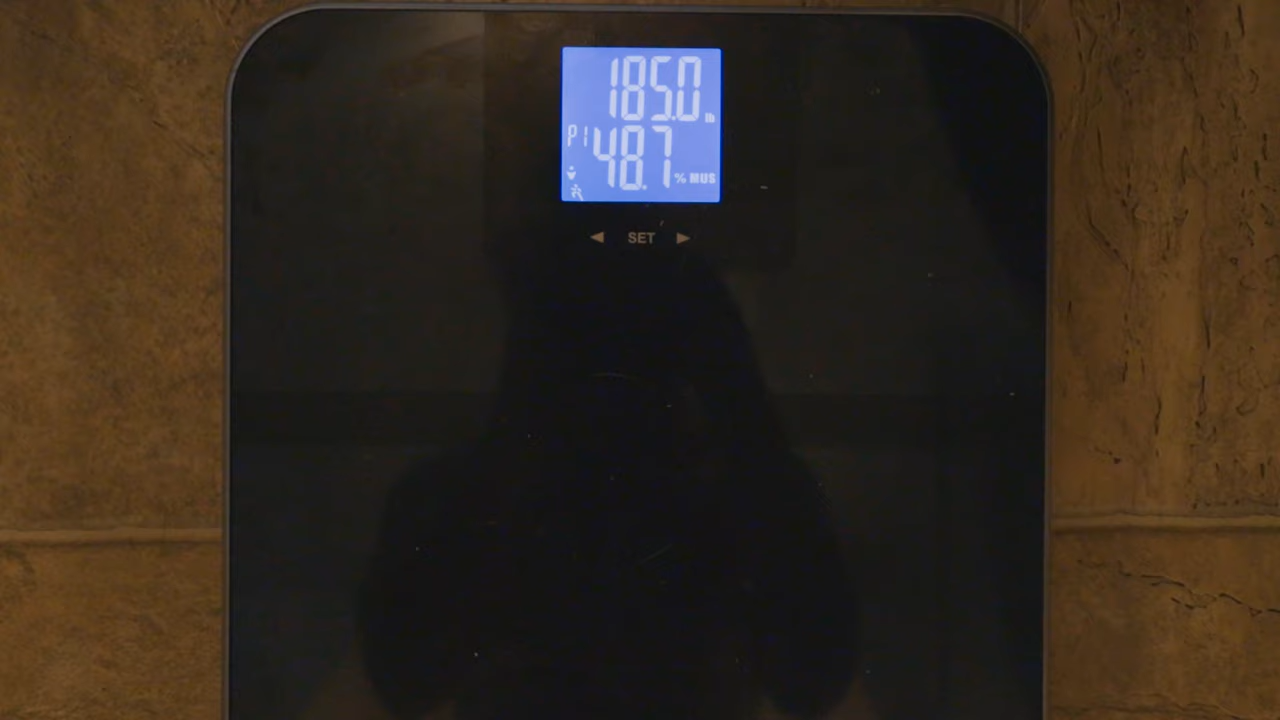 185.0 lb
P1 48.7 % MUS
◀ SET ▶